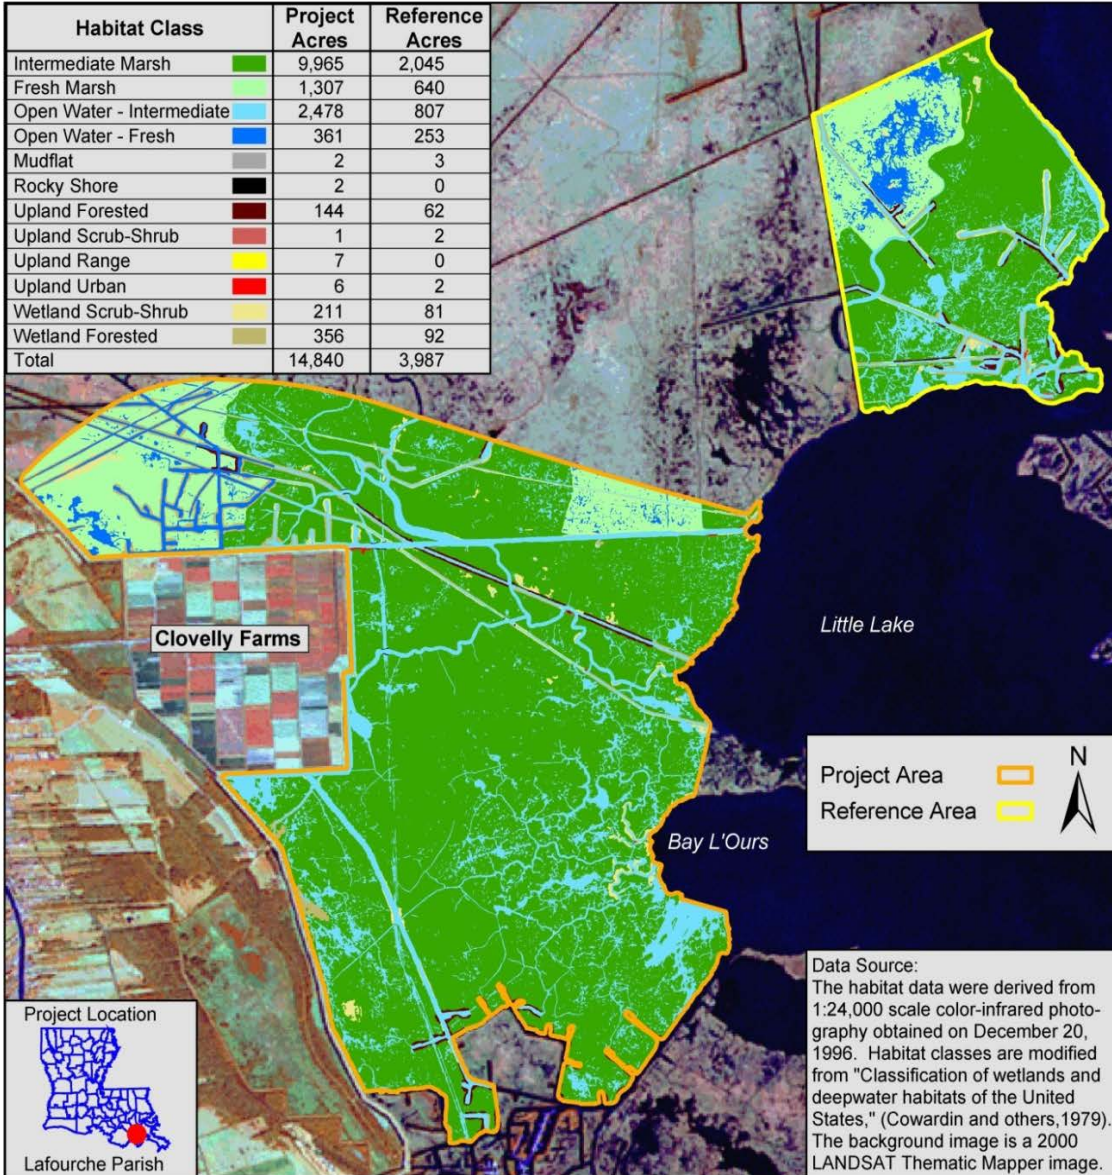 Habitat Class Project Acres Reference Acres
Intermediate Marsh 9,965 2,045
Fresh Marsh 1,307 640
Open Water - Intermediate 2,478 807
Open Water - Fresh 361 253
Mudflat 2 3
Rocky Shore 2 0
Upland Forested 144 62
Upland Scrub-Shrub 1 2
Upland Range 7 0
Upland Urban 6 2
Wetland Scrub-Shrub 211 81
Wetland Forested 356 92
Total 14,840 3,987
Clovelly Farms
Little Lake
Bay L'Ours
Project Area
Reference Area
N
Project Location
Lafourche Parish
Data Source:
The habitat data were derived from
1:24,000 scale color-infrared photo-
graphy obtained on December 20,
1996. Habitat classes are modified
from "Classification of wetlands and
deepwater habitats of the United
States," (Cowardin and others,1979).
The background image is a 2000
LANDSAT Thematic Mapper image.